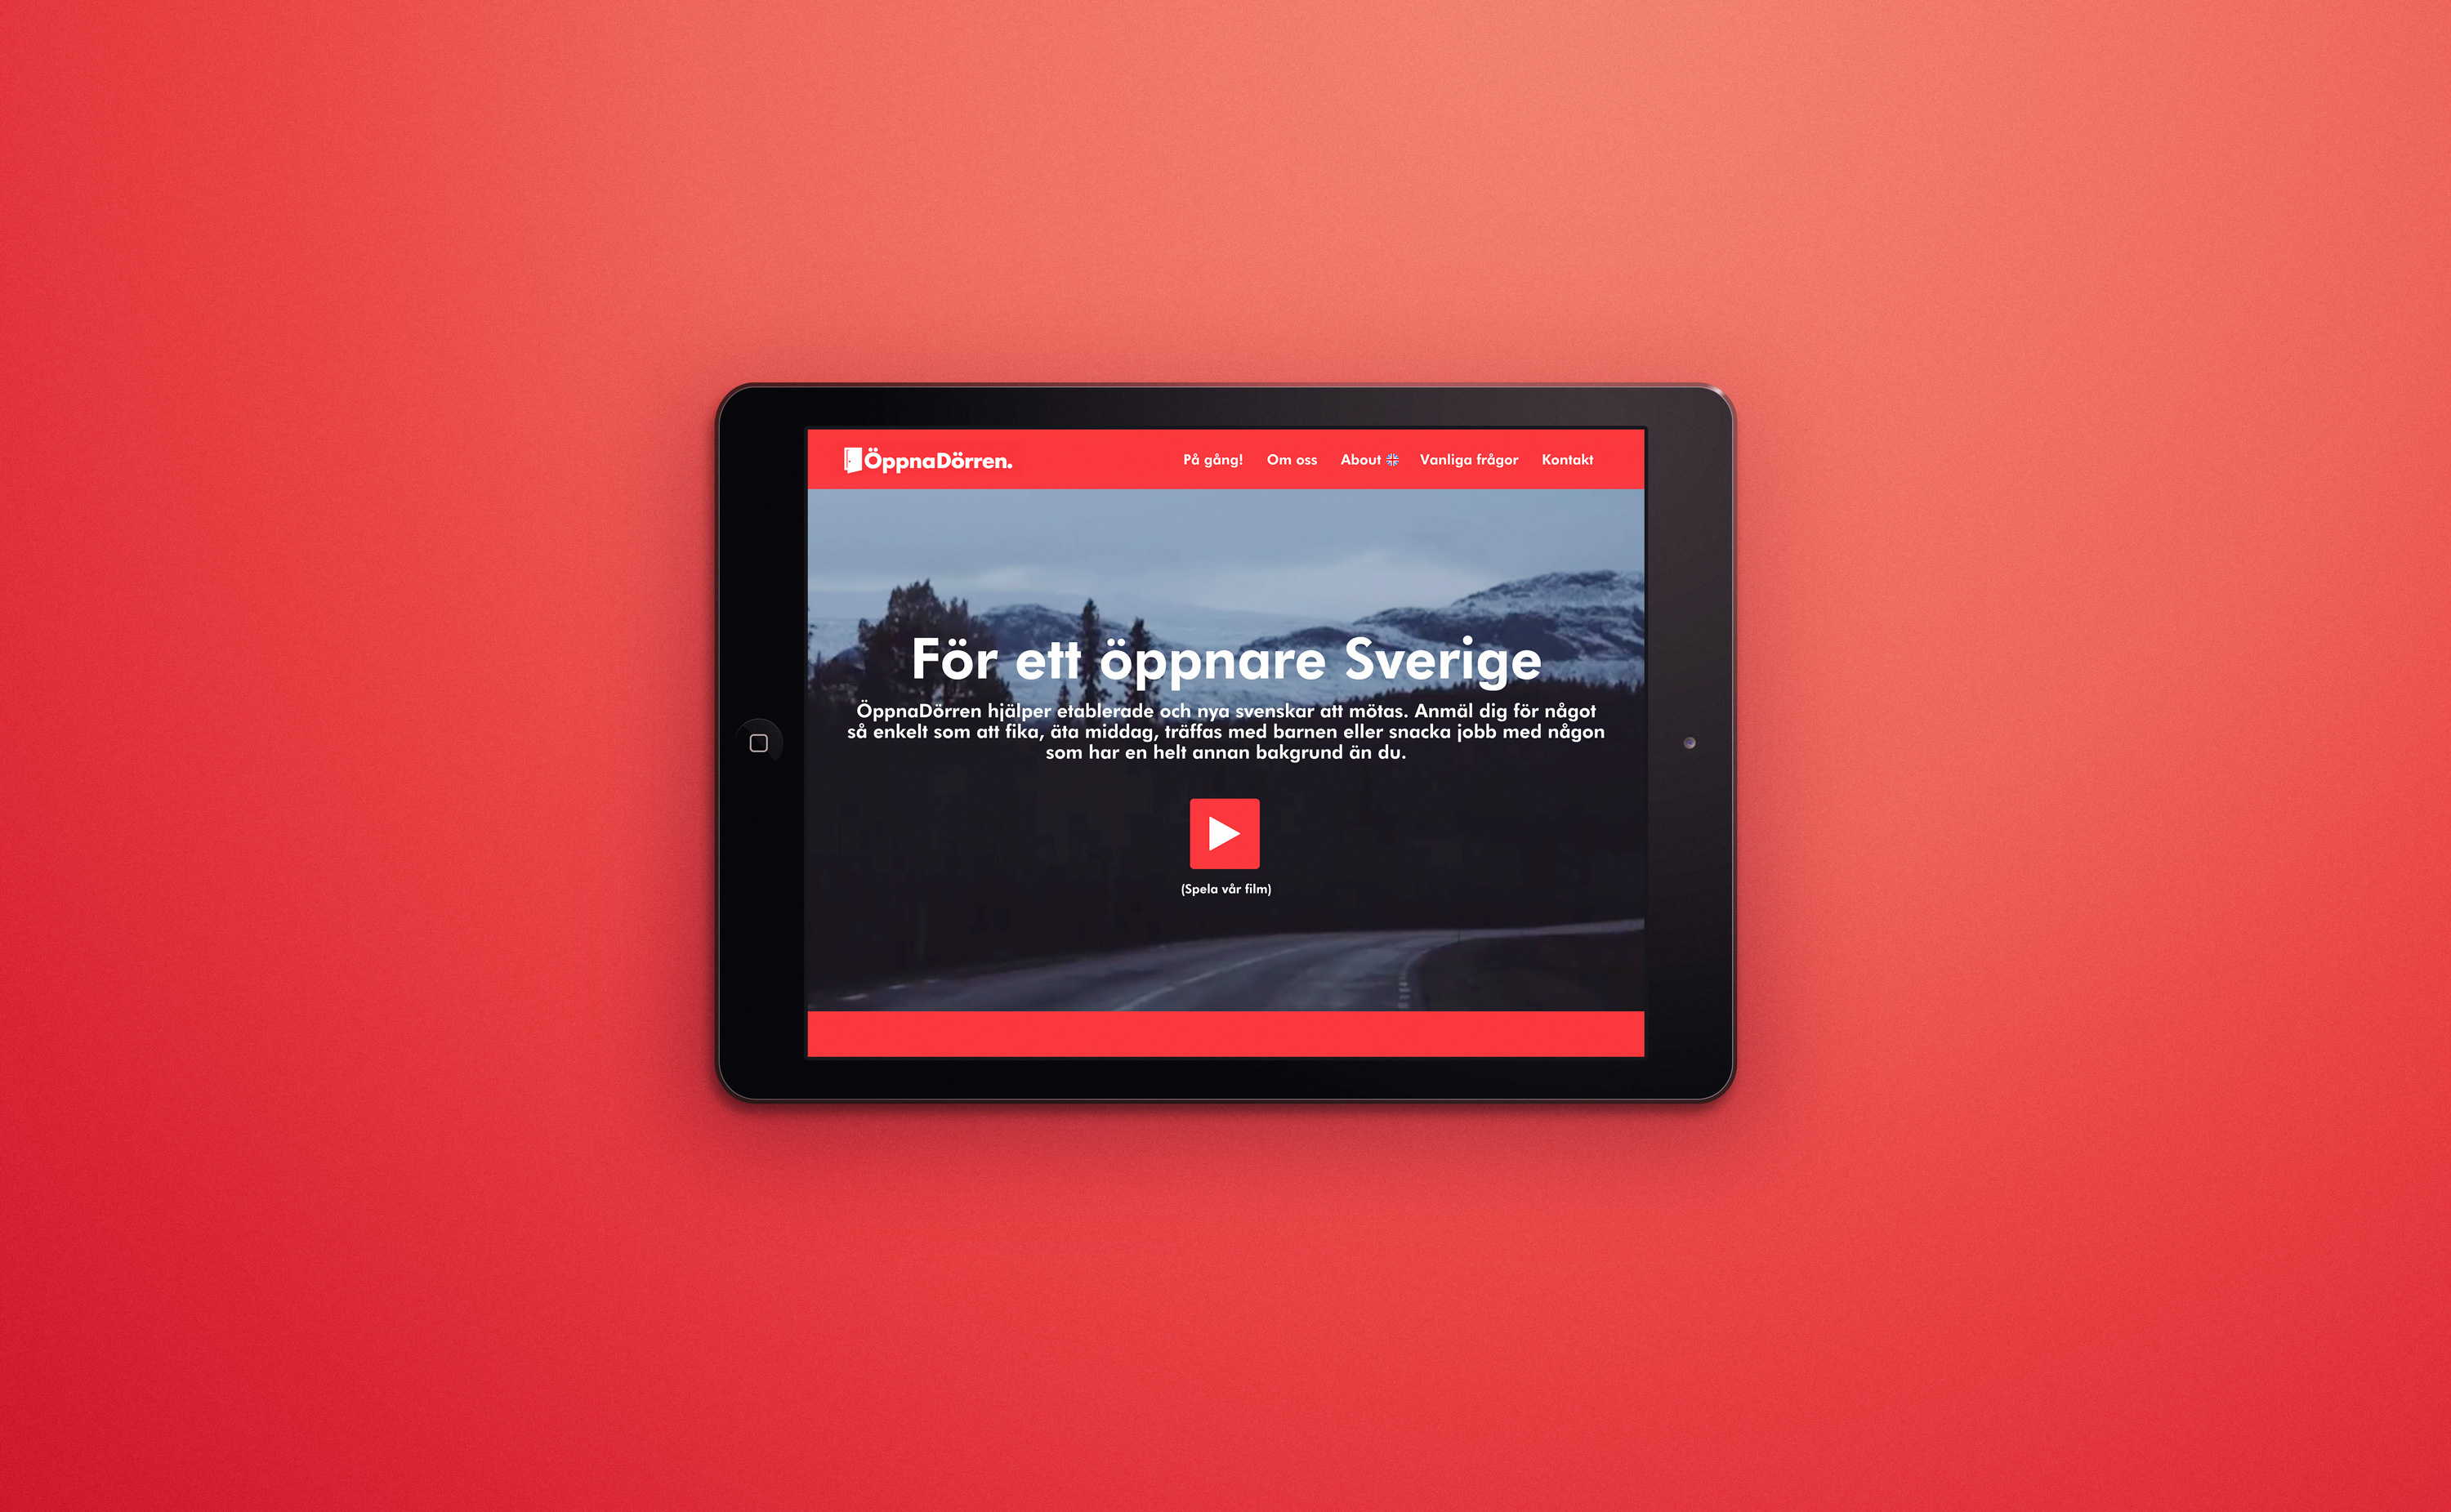 ÖppnaDörren.
På gång! Om oss About Vanliga frågor Kontakt
För ett öppnare Sverige
ÖppnaDörren hjälper etablerade och nya svenskar att mötas. Anmäl dig för något
så enkelt som att fika, äta middag, träffas med barnen eller snacka jobb med någon
som har en helt annan bakgrund än du.
(Spela vår film)